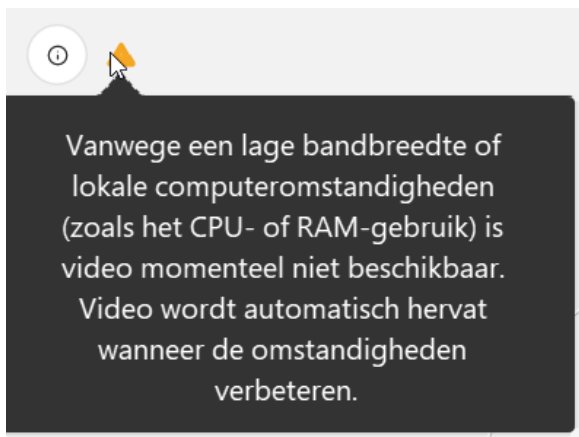 Vanwege een lage bandbreedte of
lokale computeromstandigheden
(zoals het CPU- of RAM-gebruik) is
video momenteel niet beschikbaar.
Video wordt automatisch hervat
wanneer de omstandigheden
verbeteren.